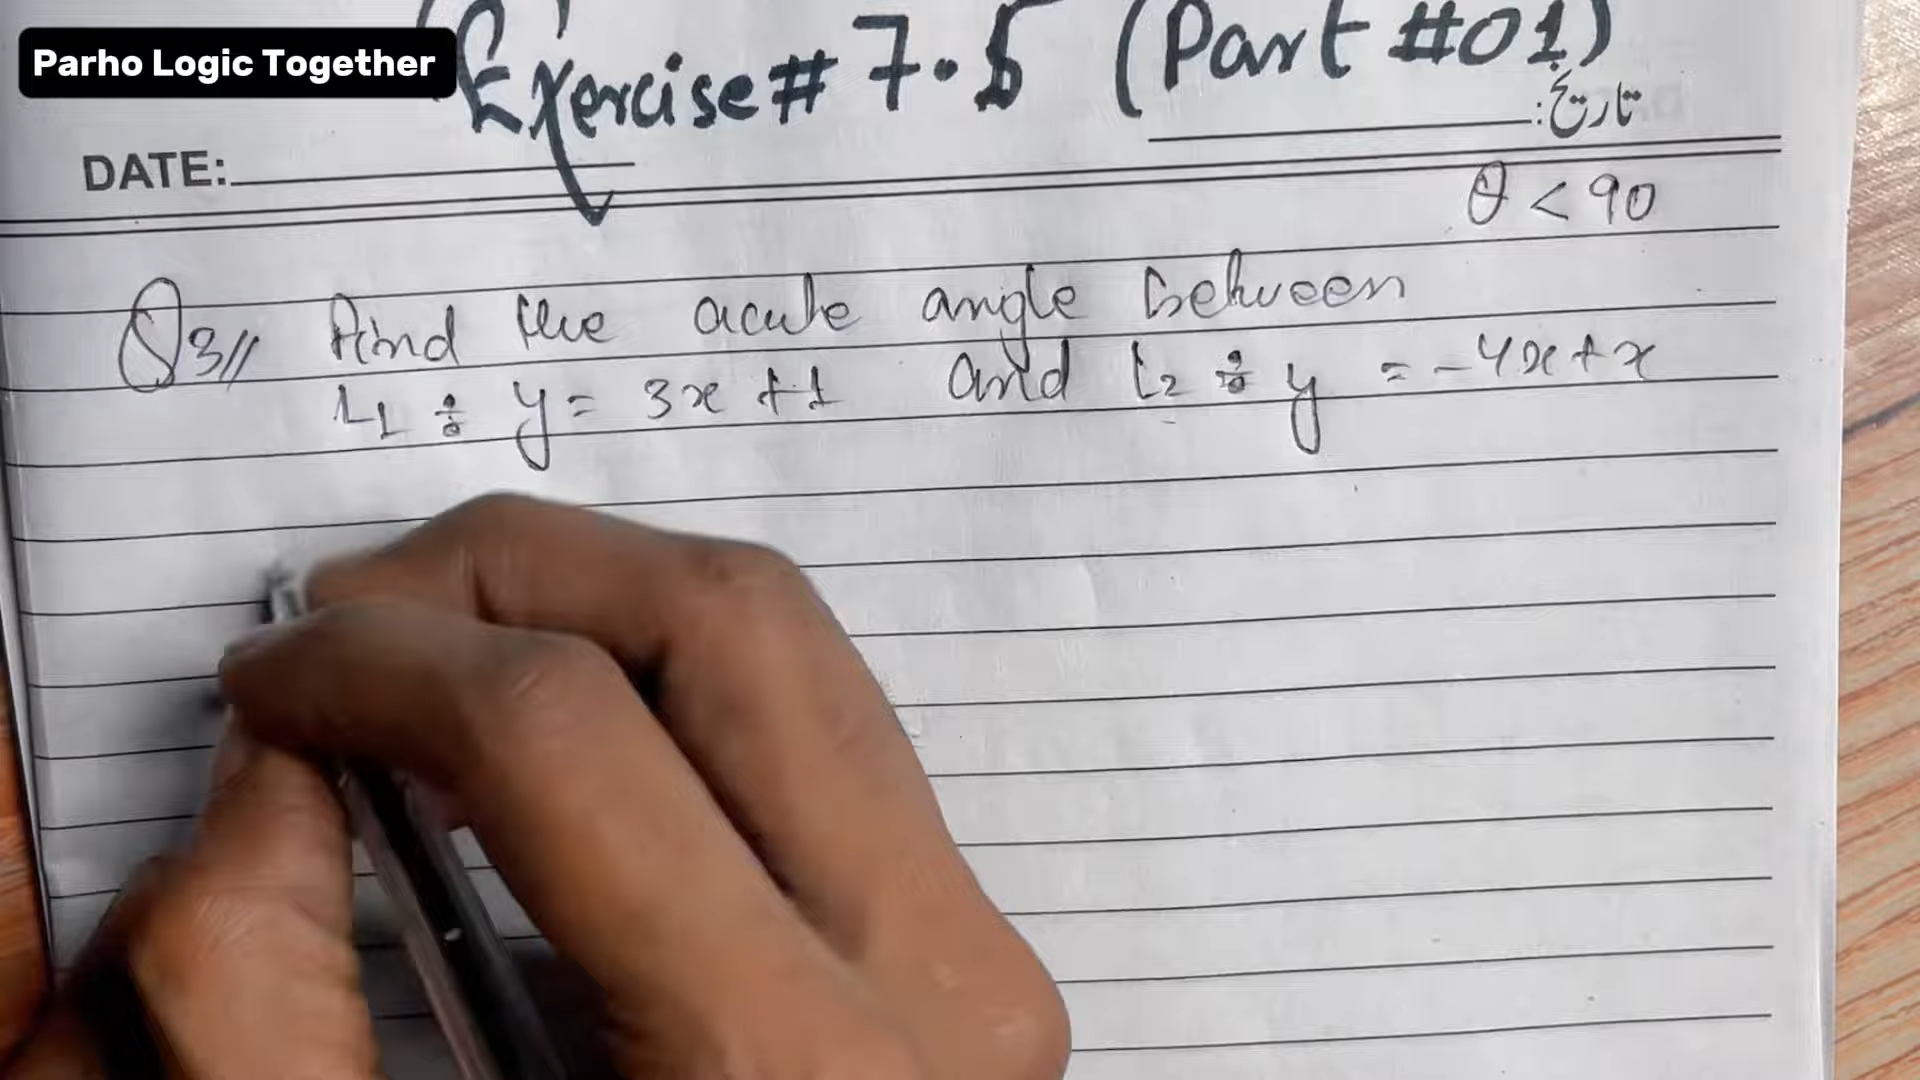 Parho Logic Together
Exercise# 7.5 (Part #01)
تاریخ:
DATE:
θ < 90
Q3// Find the acute angle between
L1 ÷ y = 3x +1 and L2 ÷ y = -4x + x